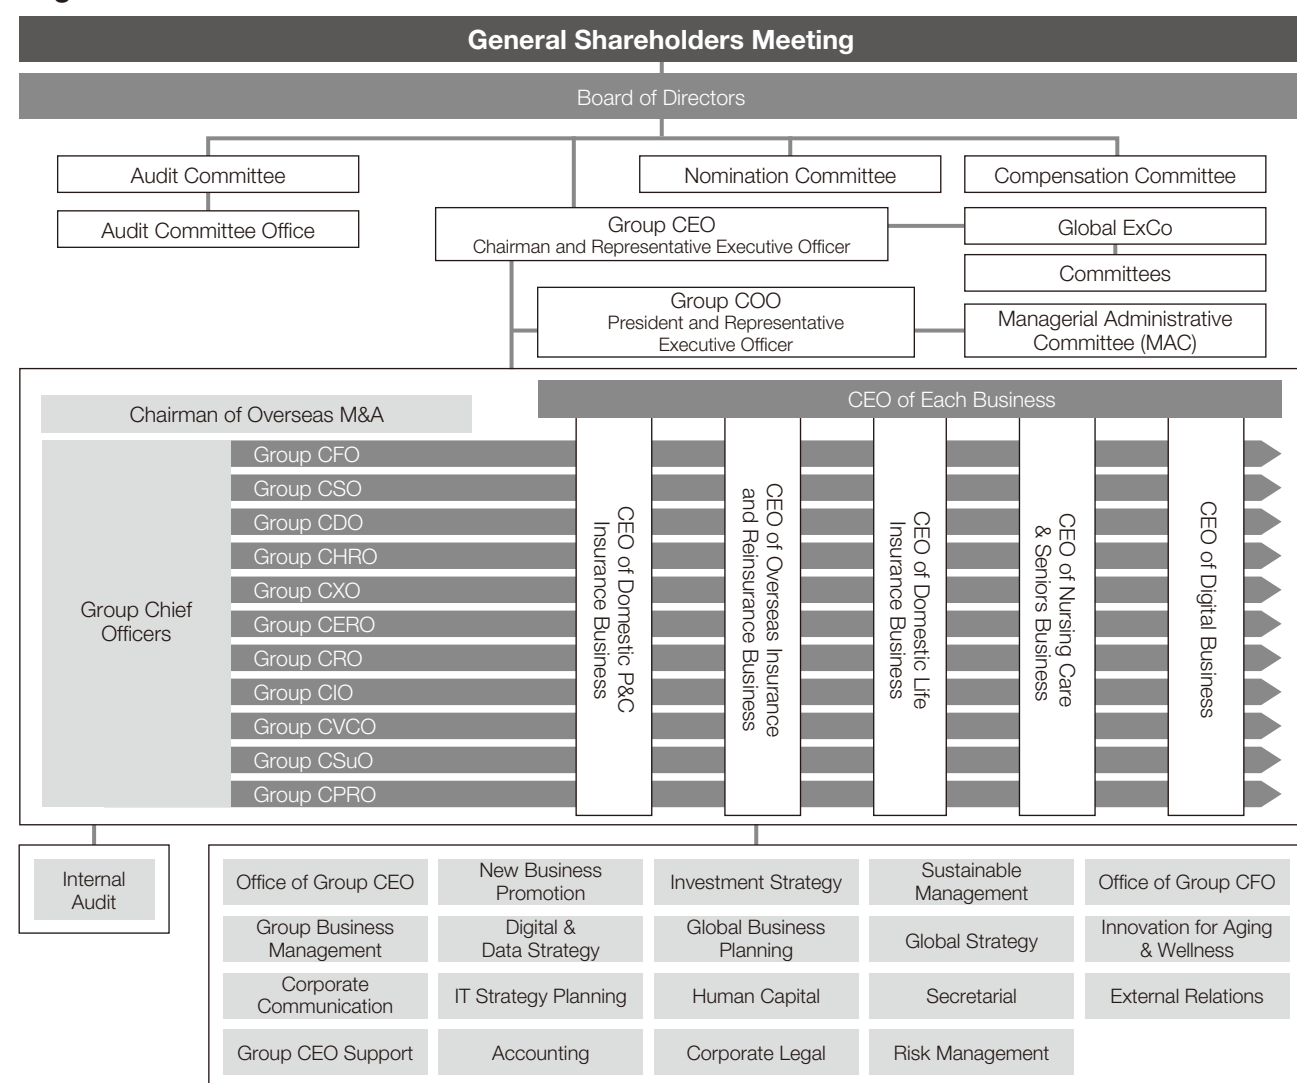 General Shareholders Meeting
Board of Directors
Audit Committee
Nomination Committee
Compensation Committee
Audit Committee Office
Group CEO
Chairman and Representative Executive Officer
Global ExCo
Committees
Group COO
President and Representative
Executive Officer
Managerial Administrative
Committee (MAC)
Chairman of Overseas M&A
CEO of Each Business
Group Chief
Officers
Group CFO
Group CSO
Group CDO
Group CHRO
Group CXO
Group CERO
Group CRO
Group CIO
Group CVCO
Group CSuO
Group CPRO
CEO of Domestic P&C
Insurance Business
CEO of Overseas Insurance
and Reinsurance Business
CEO of Domestic Life
Insurance Business
CEO of Nursing Care
& Seniors Business
CEO of Digital Business
Internal
Audit
Office of Group CEO
New Business
Promotion
Investment Strategy
Sustainable
Management
Office of Group CFO
Group Business
Management
Digital &
Data Strategy
Global Business
Planning
Global Strategy
Innovation for Aging
& Wellness
Corporate
Communication
IT Strategy Planning
Human Capital
Secretarial
External Relations
Group CEO Support
Accounting
Corporate Legal
Risk Management